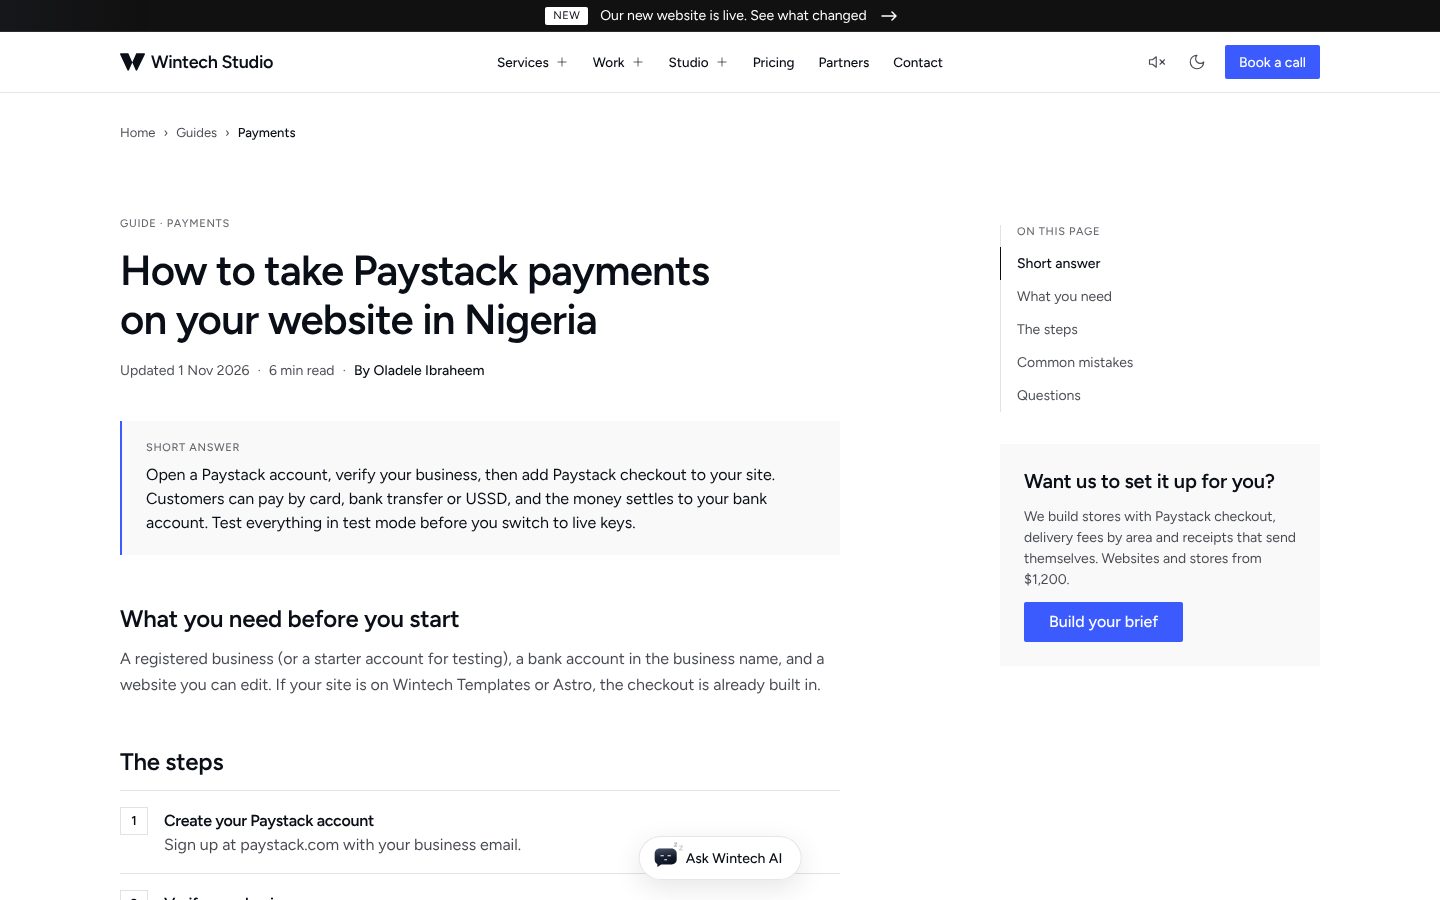 NEW Our new website is live. See what changed →
Wintech Studio
Services + Work + Studio + Pricing Partners Contact
Book a call
Home › Guides › Payments
GUIDE · PAYMENTS
How to take Paystack payments
on your website in Nigeria
Updated 1 Nov 2026 · 6 min read · By Oladele Ibraheem
SHORT ANSWER
Open a Paystack account, verify your business, then add Paystack checkout to your site.
Customers can pay by card, bank transfer or USSD, and the money settles to your bank
account. Test everything in test mode before you switch to live keys.
What you need before you start
A registered business (or a starter account for testing), a bank account in the business name, and a
website you can edit. If your site is on Wintech Templates or Astro, the checkout is already built in.
The steps
1 Create your Paystack account
Sign up at paystack.com with your business email.
ON THIS PAGE
Short answer
What you need
The steps
Common mistakes
Questions
Want us to set it up for you?
We build stores with Paystack checkout,
delivery fees by area and receipts that send
themselves. Websites and stores from
$1,200.
Build your brief
Ask Wintech AI